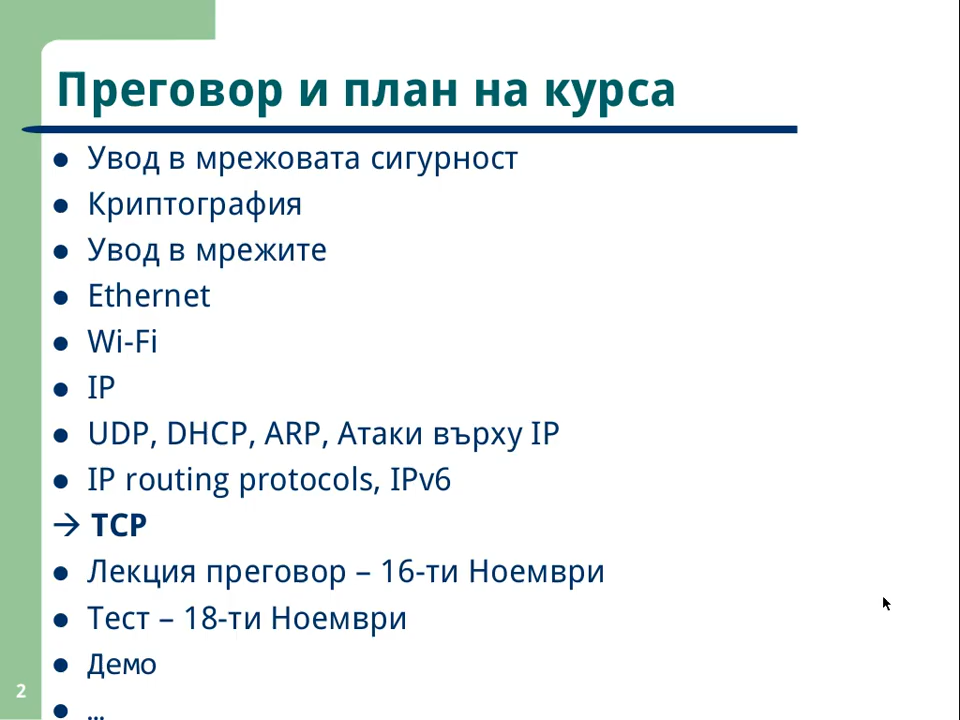 Преговор и план на курса
Увод в мрежовата сигурност
Криптография
Увод в мрежите
Ethernet
Wi-Fi
IP
UDP, DHCP, ARP, Атаки върху IP
IP routing protocols, IPv6
→ TCP
Лекция преговор – 16-ти Ноември
Тест – 18-ти Ноември
Демо
...
2